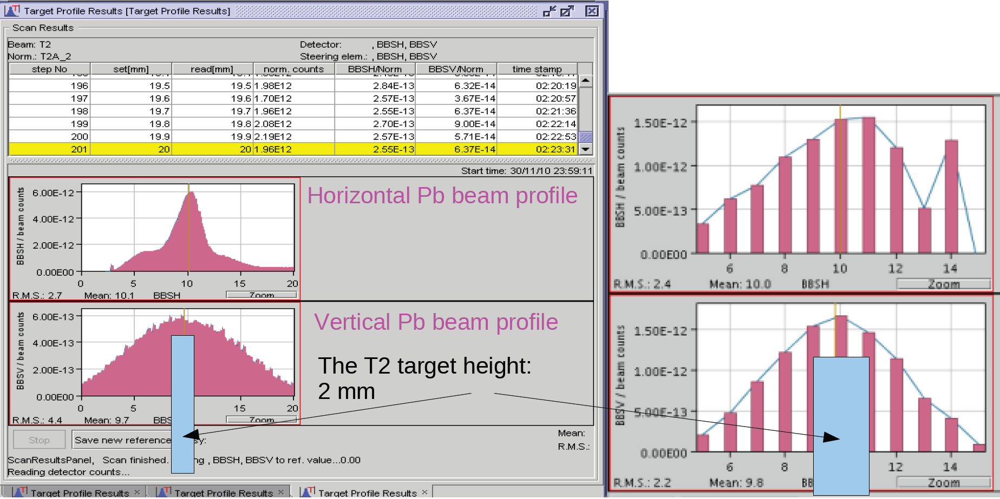 Target Profile Results [Target Profile Results]
Scan Results
Beam: T2 Detector: , BBSH, BBSV
Norm.: T2A_2 Steering elem.: , BBSH, BBSV
step No set[mm] read[mm] norm. counts BBSH/Norm BBSV/Norm time stamp
196 19.5 19.5 1.98E12 2.84E-13 6.32E-14 02:20:19
197 19.6 19.6 1.70E12 2.57E-13 3.67E-14 02:20:57
198 19.7 19.7 1.96E12 2.55E-13 6.37E-14 02:21:36
199 19.8 19.8 2.08E12 2.70E-13 9.00E-14 02:22:14
200 19.9 19.9 2.19E12 2.57E-13 5.71E-14 02:22:53
201 20 20 1.96E12 2.55E-13 6.37E-14 02:23:31
Start time: 30/11/10 23:59:11
BBSH / beam counts
6.00E-12
4.00E-12
2.00E-12
0.00E00
0 5 10 15 20
R.M.S.: 2.7 Mean: 10.1 BBSH Zoom
Horizontal Pb beam profile
BBSV / beam counts
6.00E-13
4.00E-13
2.00E-13
0.00E00
0 5 15 20
R.M.S.: 4.4 Mean: 9.7 BBS Zoom
Vertical Pb beam profile
The T2 target height:
2 mm
Stop Save new reference sy:
Mean:
R.M.S.:
ScanResultsPanel, Scan finished. ng , BBSH, BBSV to ref. value...0.00
Reading detector counts...
Target Profile Results × Target Profile Results × Target Profile Results ×
BBSH / beam counts
1.50E-12
1.00E-12
5.00E-13
0.00E00
6 8 10 12 14
R.M.S.: 2.4 Mean: 10.0 BBSH Zoom
BBSV / beam counts
1.50E-12
1.00E-12
5.00E-13
0.00E00
6 8 12 14
R.M.S.: 2.2 Mean: 9.8 BB Zoom